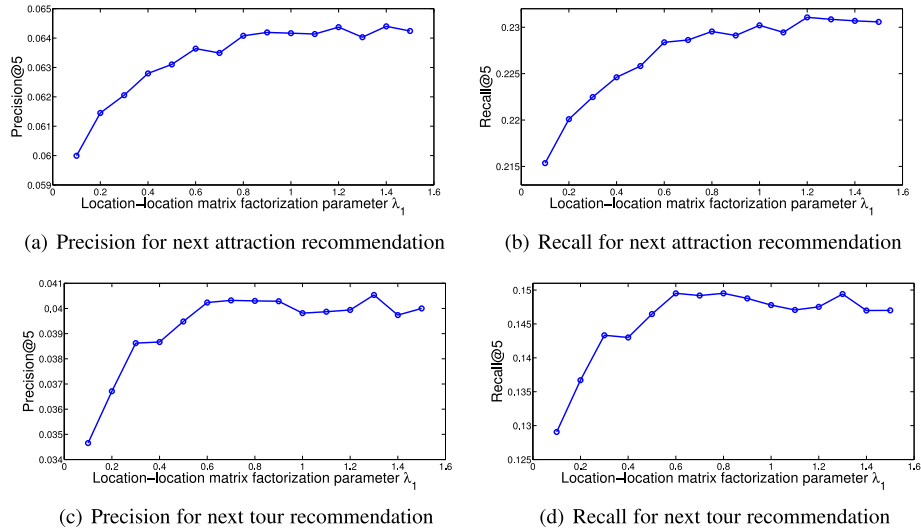 0.065
0.064
0.063
0.062
0.061
0.06
0.059
Precision@5
0 0.2 0.4 0.6 0.8 1 1.2 1.4 1.6
Location−location matrix factorization parameter λ1
(a) Precision for next attraction recommendation
0.23
0.225
0.22
0.215
Recall@5
0 0.2 0.4 0.6 0.8 1 1.2 1.4 1.6
Location−location matrix factorization parameter λ1
(b) Recall for next attraction recommendation
0.041
0.04
0.039
0.038
0.037
0.036
0.035
0.034
Precision@5
0 0.2 0.4 0.6 0.8 1 1.2 1.4 1.6
Location−location matrix factorization parameter λ1
(c) Precision for next tour recommendation
0.15
0.145
0.14
0.135
0.13
0.125
Recall@5
0 0.2 0.4 0.6 0.8 1 1.2 1.4 1.6
Location−location matrix factorization parameter λ1
(d) Recall for next tour recommendation